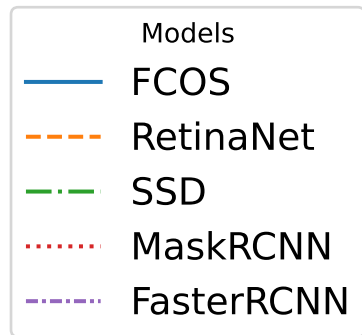 Models
FCOS
RetinaNet
SSD
MaskRCNN
FasterRCNN